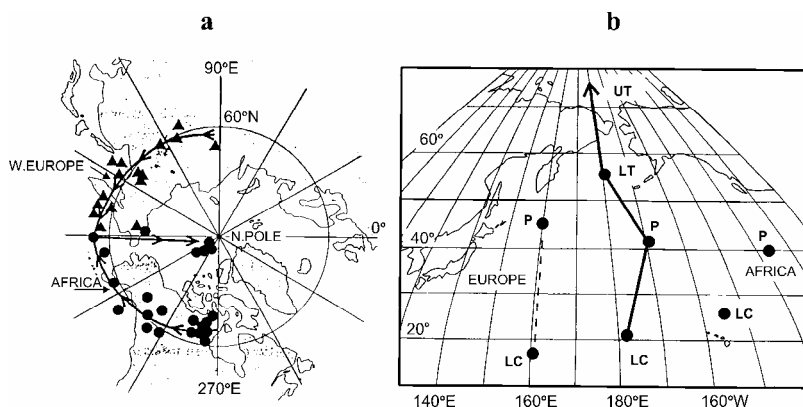 a
90°E
60°N
W.EUROPE
N.POLE
0°
AFRICA
270°E
b
UT
60°
LT
P
P
P
40°
EUROPE
AFRICA
LC
20°
LC
LC
140°E
160°E
180°E
160°W